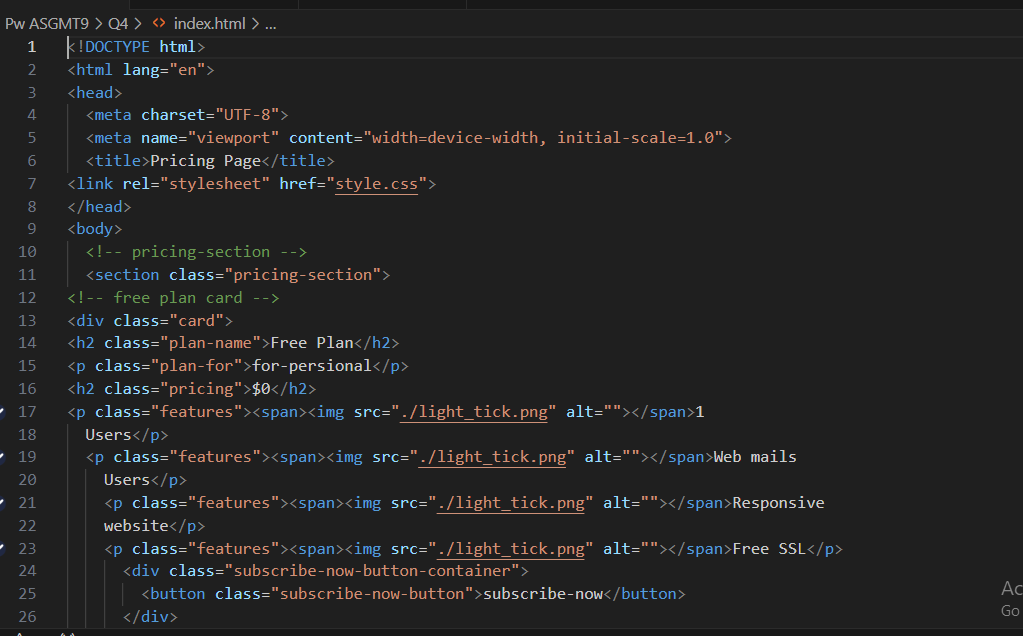 Pw ASGMT9 > Q4 > <> index.html > ...
1 <!DOCTYPE html>
2 <html lang="en">
3 <head>
4 <meta charset="UTF-8">
5 <meta name="viewport" content="width=device-width, initial-scale=1.0">
6 <title>Pricing Page</title>
7 <link rel="stylesheet" href="style.css">
8 </head>
9 <body>
10 <!-- pricing-section -->
11 <section class="pricing-section">
12 <!-- free plan card -->
13 <div class="card">
14 <h2 class="plan-name">Free Plan</h2>
15 <p class="plan-for">for-persional</p>
16 <h2 class="pricing">$0</h2>
17 <p class="features"><span><img src="./light_tick.png" alt=""></span>1
18 Users</p>
19 <p class="features"><span><img src="./light_tick.png" alt=""></span>Web mails
20 Users</p>
21 <p class="features"><span><img src="./light_tick.png" alt=""></span>Responsive
22 website</p>
23 <p class="features"><span><img src="./light_tick.png" alt=""></span>Free SSL</p>
24 <div class="subscribe-now-button-container">
25 <button class="subscribe-now-button">subscribe-now</button>
26 </div>
Ac
Go